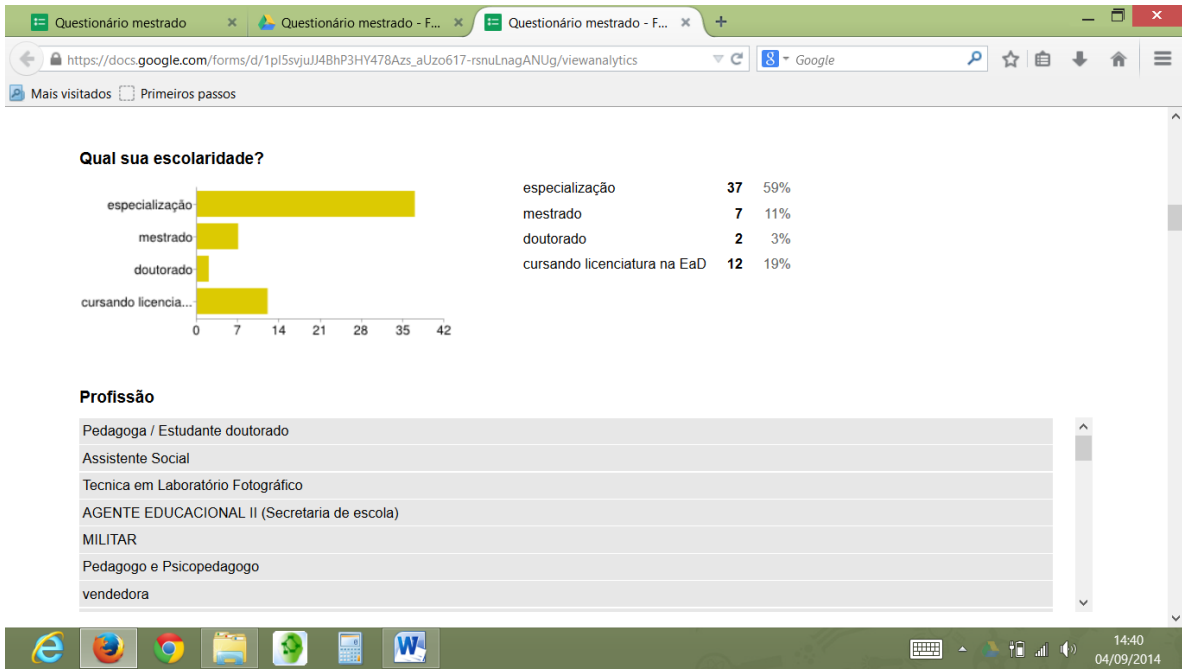 Questionário mestrado
Questionário mestrado - F...
Questionário mestrado - F...
https://docs.google.com/forms/d/1pI5svjuJJ4BhP3HY478Azs_aUzo617-rsnuLnagANUg/viewanalytics
Google
Mais visitados
Primeiros passos
Qual sua escolaridade?
especialização
mestrado
doutorado
cursando licencia...
0 7 14 21 28 35 42
especialização 37 59%
mestrado 7 11%
doutorado 2 3%
cursando licenciatura na EaD 12 19%
Profissão
Pedagoga / Estudante doutorado
Assistente Social
Tecnica em Laboratório Fotográfico
AGENTE EDUCACIONAL II (Secretaria de escola)
MILITAR
Pedagogo e Psicopedagogo
vendedora
14:40
04/09/2014